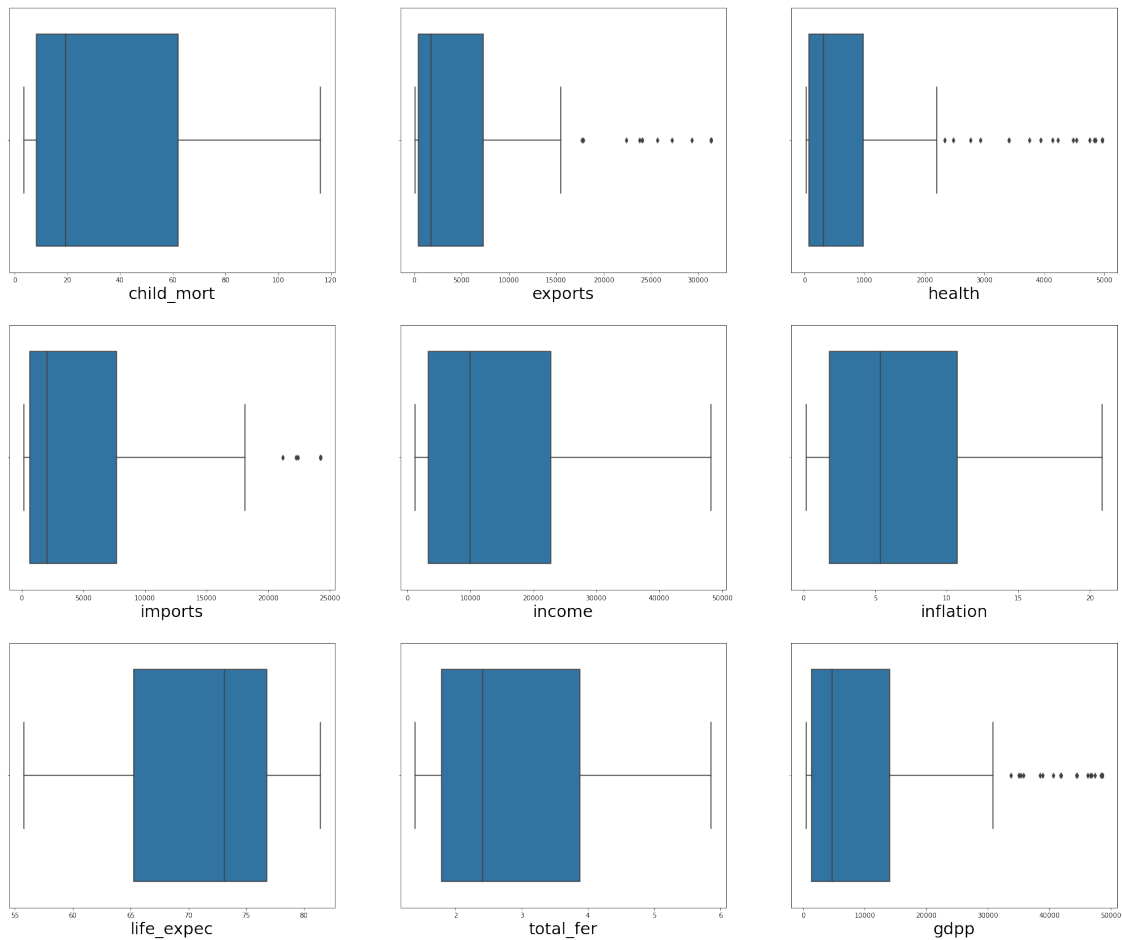 0 20 40 60 80 100 120
child_mort
0 5000 10000 15000 20000 25000 30000
exports
0 1000 2000 3000 4000 5000
health
0 5000 10000 15000 20000 25000
imports
0 10000 20000 30000 40000 50000
income
0 5 10 15 20
inflation
55 60 65 70 75 80
life_expec
2 3 4 5 6
total_fer
0 10000 20000 30000 40000 50000
gdpp